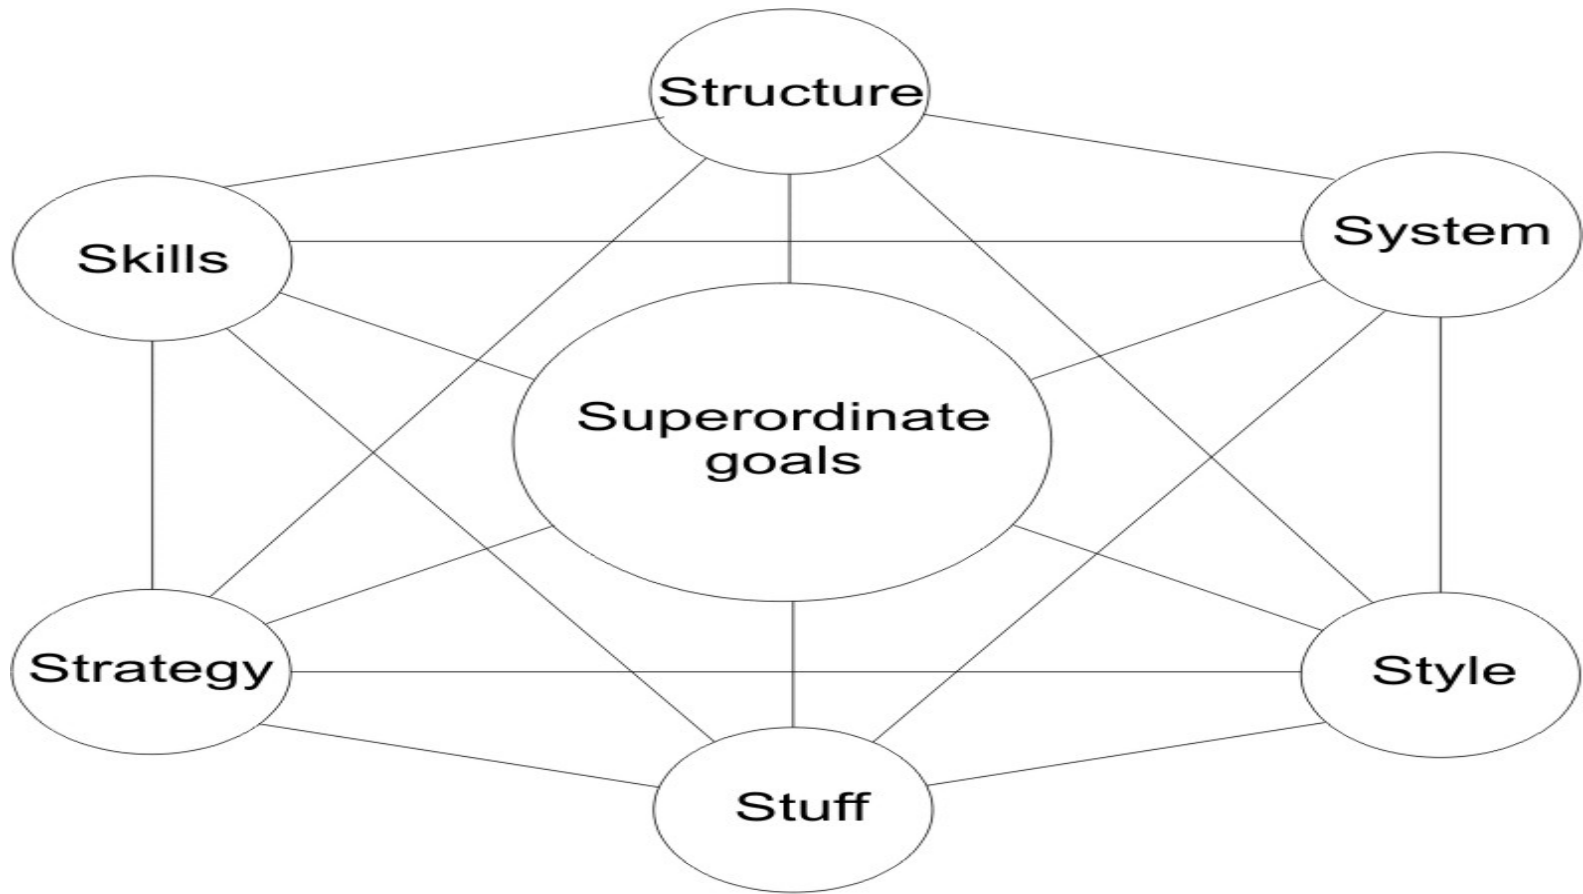 Structure
System
Skills
Superordinate
goals
Strategy
Style
Stuff